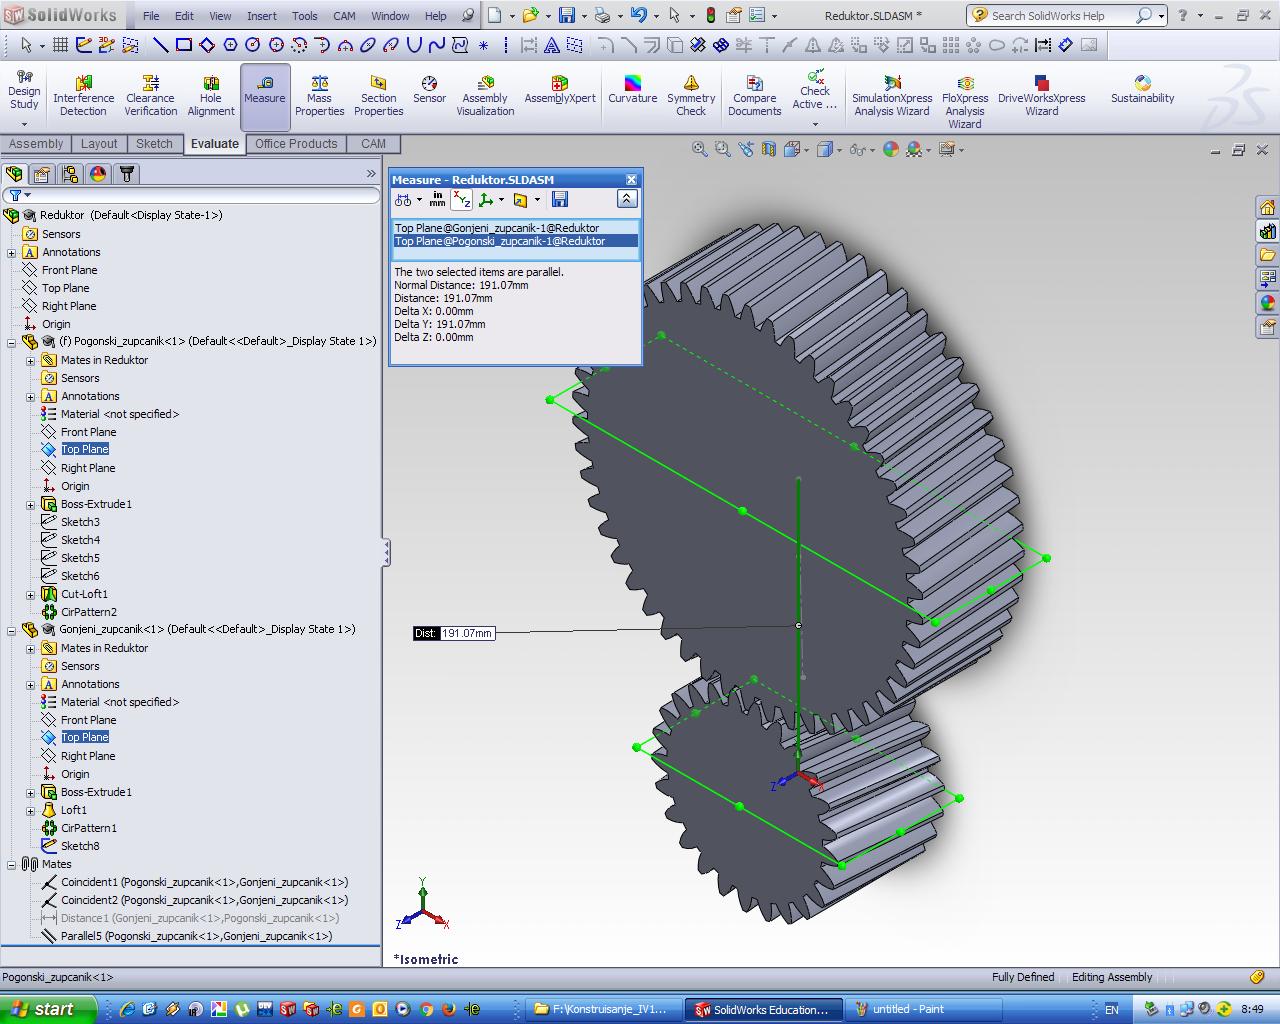 SolidWorks
File Edit View Insert Tools CAM Window Help
Reduktor.SLDASM *
Search SolidWorks Help
Design Study
Interference Detection
Clearance Verification
Hole Alignment
Measure
Mass Properties
Section Properties
Sensor
Assembly Visualization
AssemblyXpert
Curvature
Symmetry Check
Compare Documents
Check Active ...
SimulationXpress Analysis Wizard
FloXpress Analysis Wizard
DriveWorksXpress Wizard
Sustainability
Assembly Layout Sketch Evaluate Office Products CAM
Reduktor (Default<Display State-1>)
Sensors
Annotations
Front Plane
Top Plane
Right Plane
Origin
(f) Pogonski_zupcanik<1> (Default<<Default>_Display State 1>)
Mates in Reduktor
Sensors
Annotations
Material <not specified>
Front Plane
Top Plane
Right Plane
Origin
Boss-Extrude1
Sketch3
Sketch4
Sketch5
Sketch6
Cut-Loft1
CirPattern2
Gonjeni_zupcanik<1> (Default<<Default>_Display State 1>)
Mates in Reduktor
Sensors
Annotations
Material <not specified>
Front Plane
Top Plane
Right Plane
Origin
Boss-Extrude1
Loft1
CirPattern1
Sketch8
Mates
Coincident1 (Pogonski_zupcanik<1>,Gonjeni_zupcanik<1>)
Coincident2 (Pogonski_zupcanik<1>,Gonjeni_zupcanik<1>)
Distance1 (Gonjeni_zupcanik<1>,Pogonski_zupcanik<1>)
Parallel5 (Pogonski_zupcanik<1>,Gonjeni_zupcanik<1>)
Measure - Reduktor.SLDASM
in
mm
Top Plane@Gonjeni_zupcanik-1@Reduktor
Top Plane@Pogonski_zupcanik-1@Reduktor
The two selected items are parallel.
Normal Distance: 191.07mm
Distance: 191.07mm
Delta X: 0.00mm
Delta Y: 191.07mm
Delta Z: 0.00mm
Dist: 191.07mm
Z X
Y
Z X
*Isometric
Pogonski_zupcanik<1>
Fully Defined Editing Assembly
start
F:\Konstruisanje_IV1...
SolidWorks Education...
untitled - Paint
EN
8:49